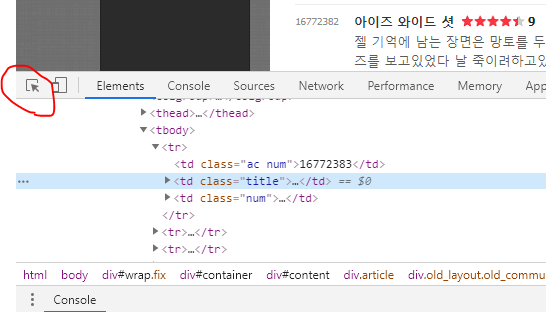 16772382 아이즈 와이드 셧 ★★★★★ 9
젤 기억에 남는 장면은 망토를 두
즈를 보고있었다 날 죽이려하고있
Elements Console Sources Network Performance Memory Ap
▶<thead>…</thead>
▼<tbody>
▼<tr>
<td class="ac num">16772383</td>
… ▶<td class="title">…</td> == $0
▶<td class="num">…</td>
</tr>
▶<tr>…</tr>
▶<tr>…</tr>
html body div#wrap.fix div#container div#content div.article div.old_layout.old_commu
Console